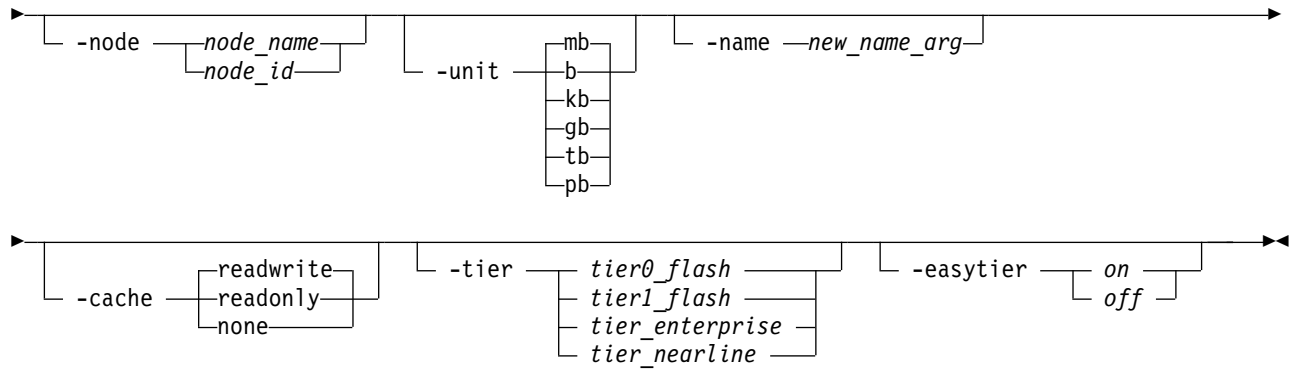 -node node_name
node_id
-unit mb
b
kb
gb
tb
pb
-name new_name_arg
-cache readwrite
readonly
none
-tier tier0_flash
tier1_flash
tier_enterprise
tier_nearline
-easytier on
off